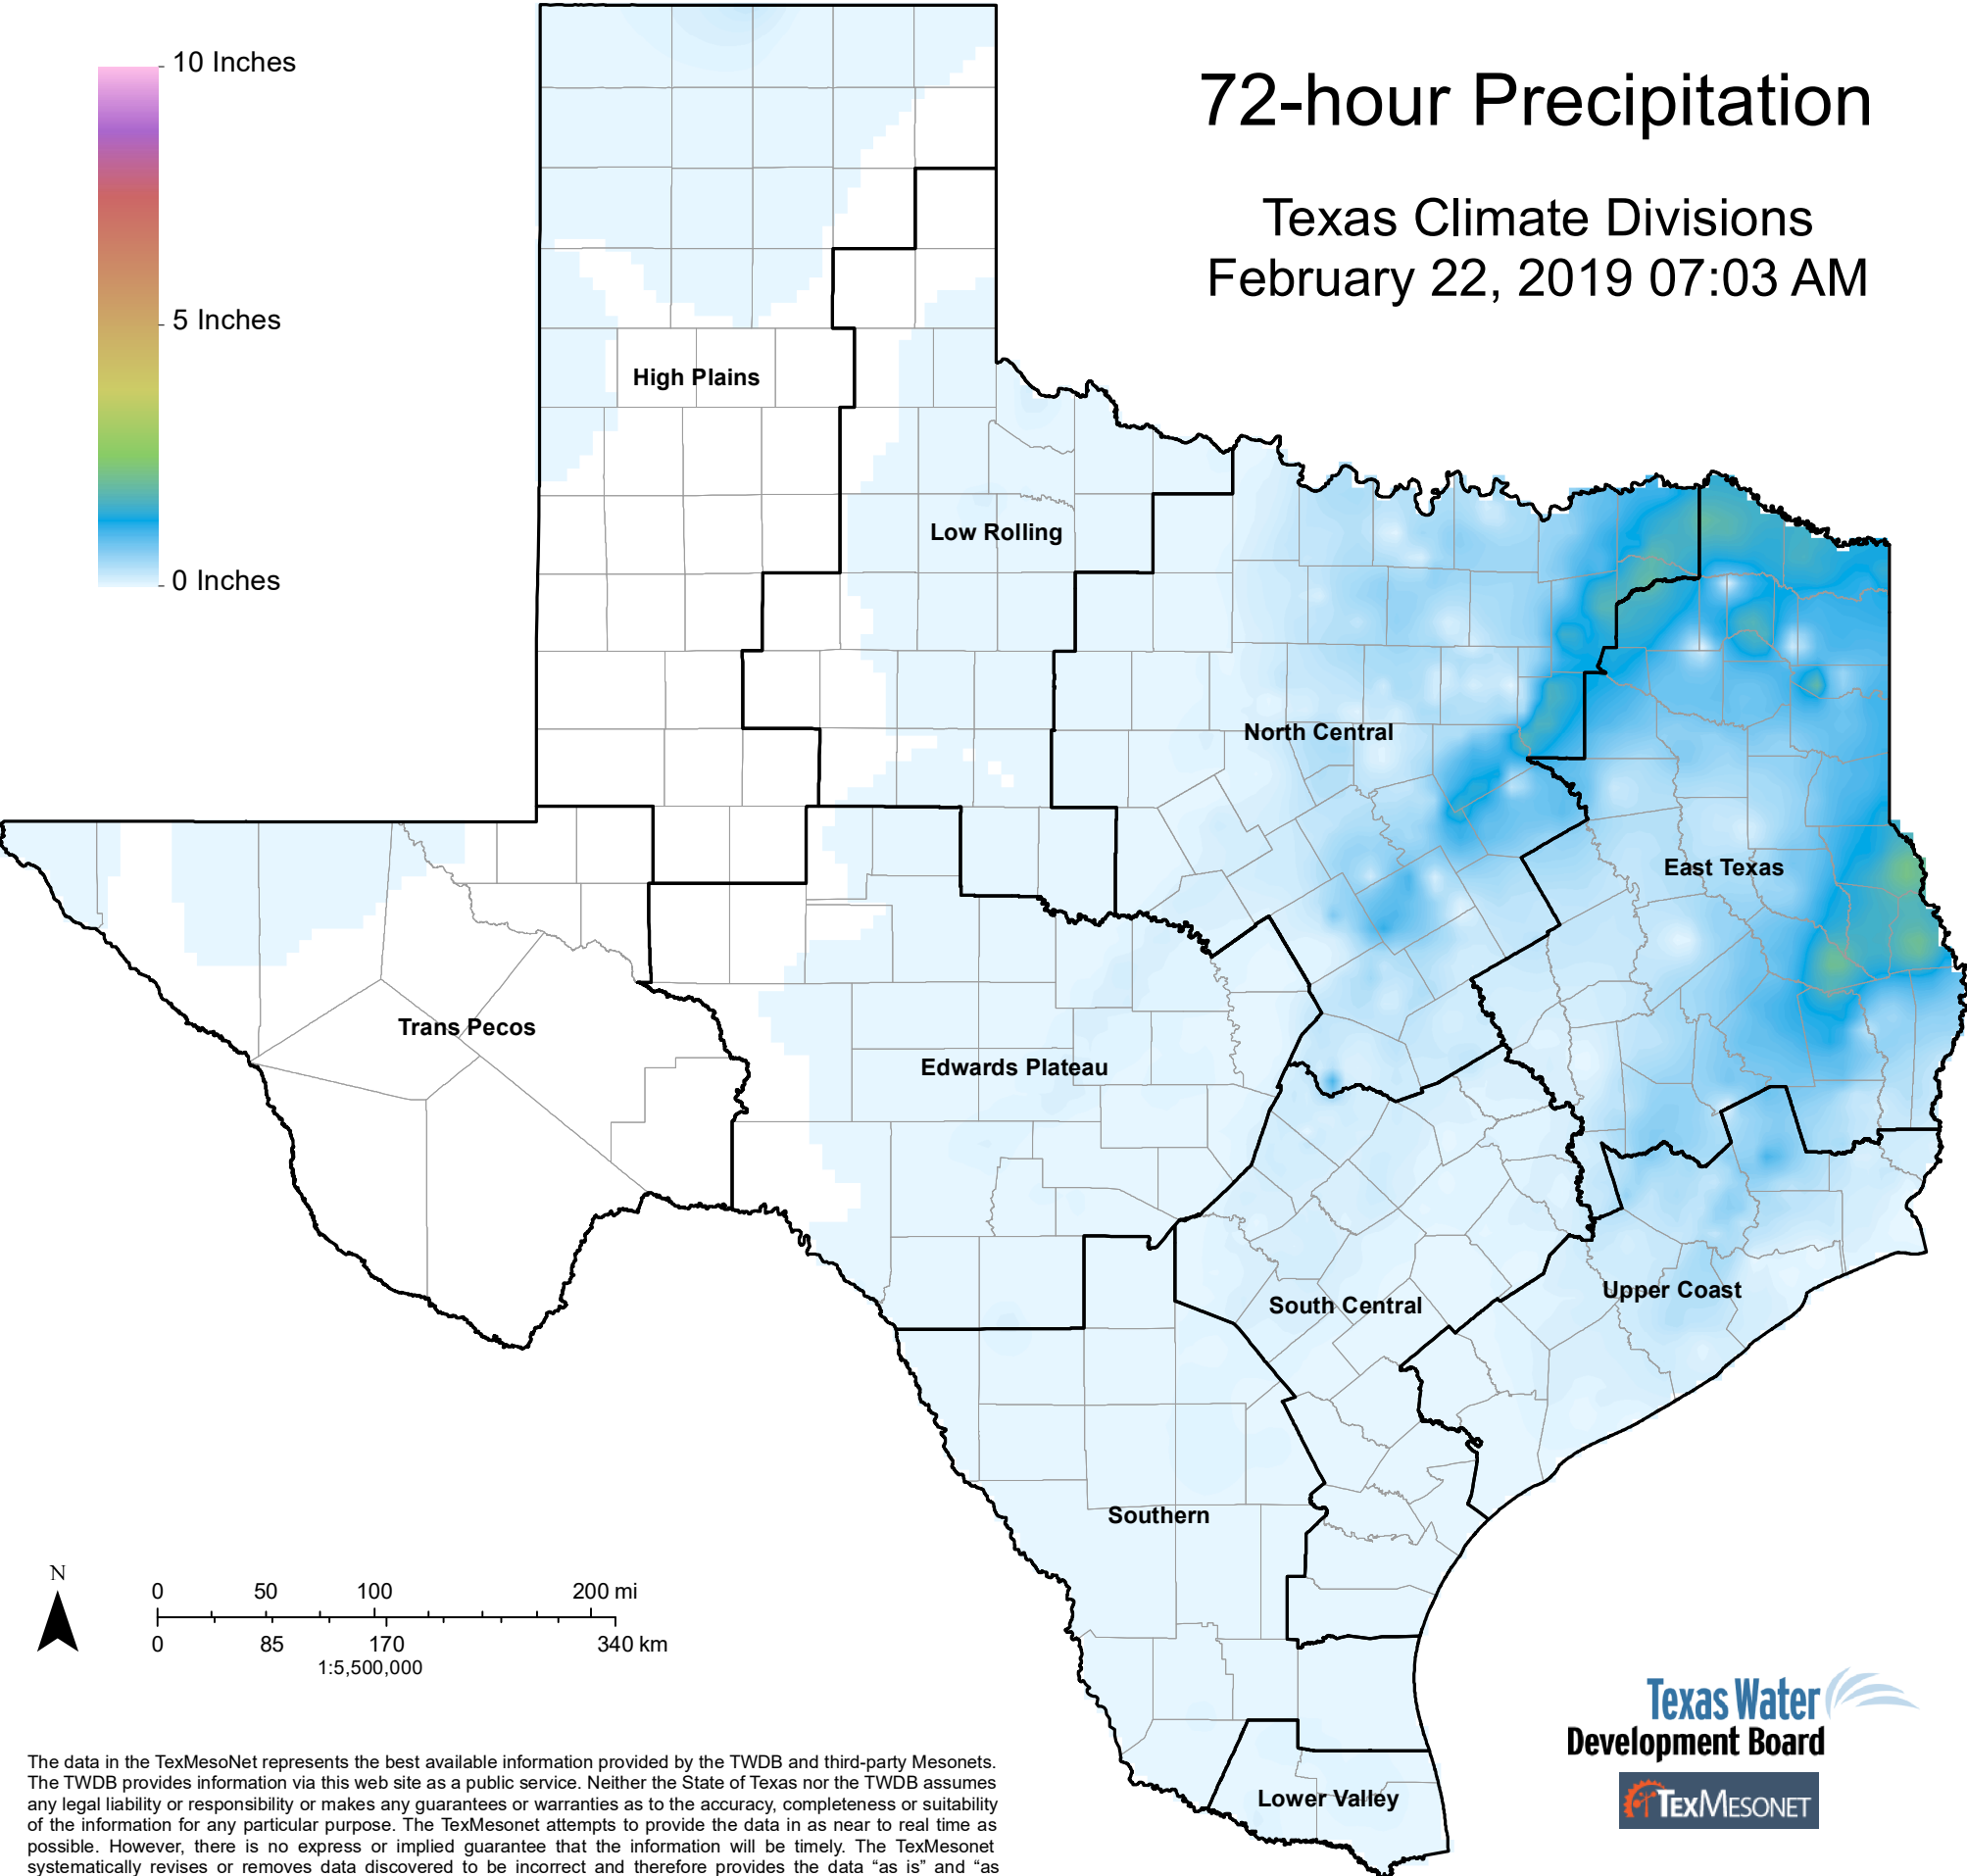 72-hour Precipitation
Texas Climate Divisions
February 22, 2019 07:03 AM
10 Inches
5 Inches
0 Inches
High Plains
Low Rolling
North Central
East Texas
Trans Pecos
Edwards Plateau
South Central
Upper Coast
Southern
Lower Valley
N
0 50 100 200 mi
0 85 170 340 km
1:5,500,000
Texas Water
Development Board
TEXMESONET
The data in the TexMesoNet represents the best available information provided by the TWDB and third-party Mesonets.
The TWDB provides information via this web site as a public service. Neither the State of Texas nor the TWDB assumes
any legal liability or responsibility or makes any guarantees or warranties as to the accuracy, completeness or suitability
of the information for any particular purpose. The TexMesonet attempts to provide the data in as near to real time as
possible. However, there is no express or implied guarantee that the information will be timely. The TexMesonet
systematically revises or removes data discovered to be incorrect and therefore provides the data “as is” and “as